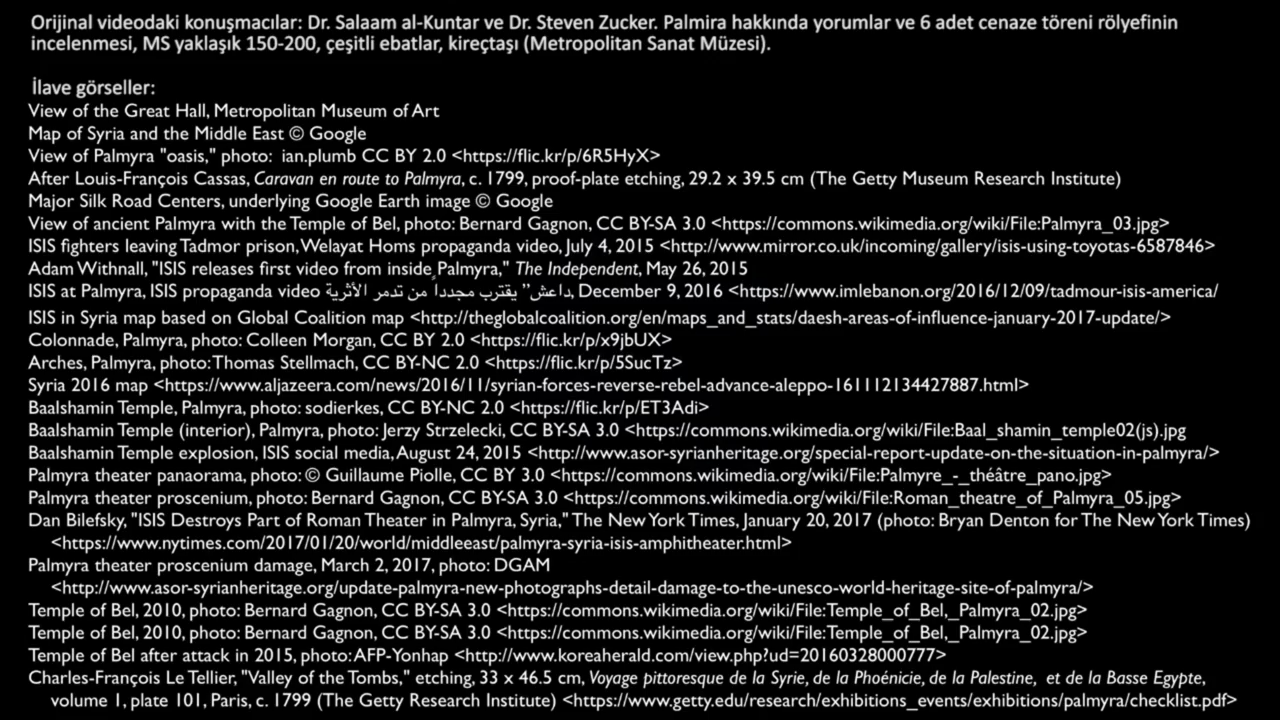 Orijinal videodaki konuşmacılar: Dr. Salaam al-Kuntar ve Dr. Steven Zucker. Palmira hakkında yorumlar ve 6 adet cenaze töreni rölyefinin
incelenmesi, MS yaklaşık 150-200, çeşitli ebatlar, kireçtaşı (Metropolitan Sanat Müzesi).
İlave görseller:
View of the Great Hall, Metropolitan Museum of Art
Map of Syria and the Middle East © Google
View of Palmyra "oasis," photo: ian.plumb CC BY 2.0 <https://flic.kr/p/6R5HyX>
After Louis-François Cassas, Caravan en route to Palmyra, c. 1799, proof-plate etching, 29.2 x 39.5 cm (The Getty Museum Research Institute)
Major Silk Road Centers, underlying Google Earth image © Google
View of ancient Palmyra with the Temple of Bel, photo: Bernard Gagnon, CC BY-SA 3.0 <https://commons.wikimedia.org/wiki/File:Palmyra_03.jpg>
ISIS fighters leaving Tadmor prison, Welayat Homs propaganda video, July 4, 2015 <http://www.mirror.co.uk/incoming/gallery/isis-using-toyotas-6587846>
Adam Withnall, "ISIS releases first video from inside Palmyra," The Independent, May 26, 2015
ISIS at Palmyra, ISIS propaganda video داعش" يقترب مجدداً من تدمر الأثرية, December 9, 2016 <https://www.imlebanon.org/2016/12/09/tadmour-isis-america/
ISIS in Syria map based on Global Coalition map <http://theglobalcoalition.org/en/maps_and_stats/daesh-areas-of-influence-january-2017-update/>
Colonnade, Palmyra, photo: Colleen Morgan, CC BY 2.0 <https://flic.kr/p/x9jbUX>
Arches, Palmyra, photo: Thomas Stellmach, CC BY-NC 2.0 <https://flic.kr/p/5SucTz>
Syria 2016 map <https://www.aljazeera.com/news/2016/11/syrian-forces-reverse-rebel-advance-aleppo-161112134427887.html>
Baalshamin Temple, Palmyra, photo: sodierkes, CC BY-NC 2.0 <https://flic.kr/p/ET3Adi>
Baalshamin Temple (interior), Palmyra, photo: Jerzy Strzelecki, CC BY-SA 3.0 <https://commons.wikimedia.org/wiki/File:Baal_shamin_temple02(js).jpg
Baalshamin Temple explosion, ISIS social media, August 24, 2015 <http://www.asor-syrianheritage.org/special-report-update-on-the-situation-in-palmyra/>
Palmyra theater panaorama, photo: © Guillaume Piolle, CC BY 3.0 <https://commons.wikimedia.org/wiki/File:Palmyre_-_théâtre_pano.jpg>
Palmyra theater proscenium, photo: Bernard Gagnon, CC BY-SA 3.0 <https://commons.wikimedia.org/wiki/File:Roman_theatre_of_Palmyra_05.jpg>
Dan Bilefsky, "ISIS Destroys Part of Roman Theater in Palmyra, Syria," The New York Times, January 20, 2017 (photo: Bryan Denton for The New York Times)
<https://www.nytimes.com/2017/01/20/world/middleeast/palmyra-syria-isis-amphitheater.html>
Palmyra theater proscenium damage, March 2, 2017, photo: DGAM
<http://www.asor-syrianheritage.org/update-palmyra-new-photographs-detail-damage-to-the-unesco-world-heritage-site-of-palmyra/>
Temple of Bel, 2010, photo: Bernard Gagnon, CC BY-SA 3.0 <https://commons.wikimedia.org/wiki/File:Temple_of_Bel,_Palmyra_02.jpg>
Temple of Bel, 2010, photo: Bernard Gagnon, CC BY-SA 3.0 <https://commons.wikimedia.org/wiki/File:Temple_of_Bel,_Palmyra_02.jpg>
Temple of Bel after attack in 2015, photo: AFP-Yonhap <http://www.koreaherald.com/view.php?ud=20160328000777>
Charles-François Le Tellier, "Valley of the Tombs," etching, 33 x 46.5 cm, Voyage pittoresque de la Syrie, de la Phoénicie, de la Palestine, et de la Basse Egypte,
volume 1, plate 101, Paris, c. 1799 (The Getty Research Institute) <https://www.getty.edu/research/exhibitions_events/exhibitions/palmyra/checklist.pdf>